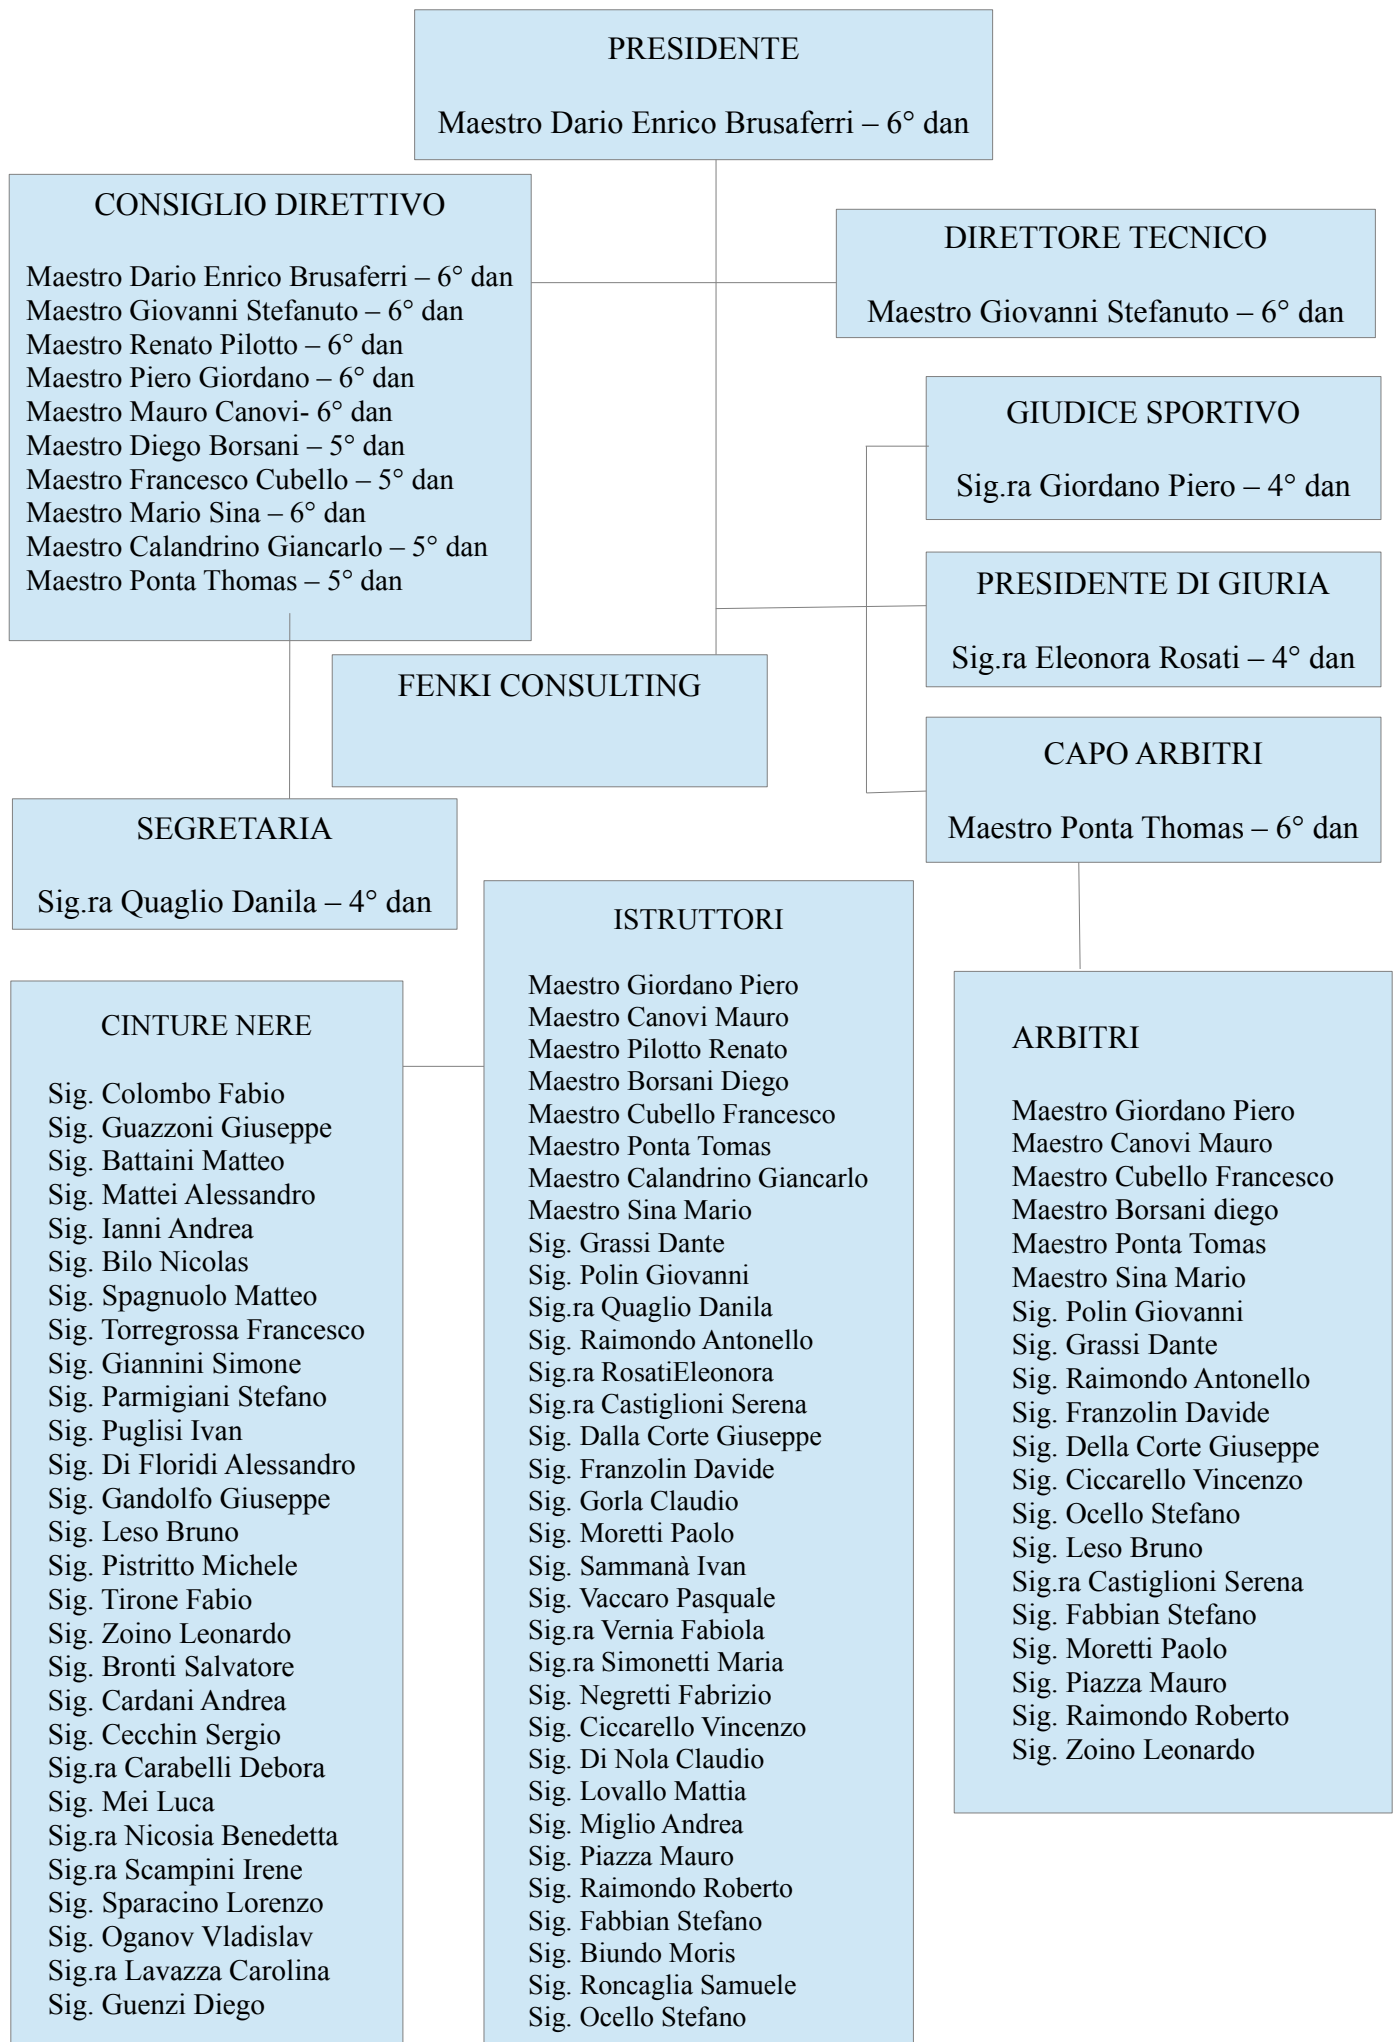 PRESIDENTE
Maestro Dario Enrico Brusaferri – 6° dan
CONSIGLIO DIRETTIVO
Maestro Dario Enrico Brusaferri – 6° dan
Maestro Giovanni Stefanuto – 6° dan
Maestro Renato Pilotto – 6° dan
Maestro Piero Giordano – 6° dan
Maestro Mauro Canovi- 6° dan
Maestro Diego Borsani – 5° dan
Maestro Francesco Cubello – 5° dan
Maestro Mario Sina – 6° dan
Maestro Calandrino Giancarlo – 5° dan
Maestro Ponta Thomas – 5° dan
DIRETTORE TECNICO
Maestro Giovanni Stefanuto – 6° dan
GIUDICE SPORTIVO
Sig.ra Giordano Piero – 4° dan
PRESIDENTE DI GIURIA
Sig.ra Eleonora Rosati – 4° dan
FENKI CONSULTING
CAPO ARBITRI
Maestro Ponta Thomas – 6° dan
SEGRETARIA
Sig.ra Quaglio Danila – 4° dan
CINTURE NERE
Sig. Colombo Fabio
Sig. Guazzoni Giuseppe
Sig. Battaini Matteo
Sig. Mattei Alessandro
Sig. Ianni Andrea
Sig. Bilo Nicolas
Sig. Spagnuolo Matteo
Sig. Torregrossa Francesco
Sig. Giannini Simone
Sig. Parmigiani Stefano
Sig. Puglisi Ivan
Sig. Di Floridi Alessandro
Sig. Gandolfo Giuseppe
Sig. Leso Bruno
Sig. Pistritto Michele
Sig. Tirone Fabio
Sig. Zoino Leonardo
Sig. Bronti Salvatore
Sig. Cardani Andrea
Sig. Cecchin Sergio
Sig.ra Carabelli Debora
Sig. Mei Luca
Sig.ra Nicosia Benedetta
Sig.ra Scampini Irene
Sig. Sparacino Lorenzo
Sig. Oganov Vladislav
Sig.ra Lavazza Carolina
Sig. Guenzi Diego
ISTRUTTORI
Maestro Giordano Piero
Maestro Canovi Mauro
Maestro Pilotto Renato
Maestro Borsani Diego
Maestro Cubello Francesco
Maestro Ponta Tomas
Maestro Calandrino Giancarlo
Maestro Sina Mario
Sig. Grassi Dante
Sig. Polin Giovanni
Sig.ra Quaglio Danila
Sig. Raimondo Antonello
Sig.ra RosatiEleonora
Sig.ra Castiglioni Serena
Sig. Dalla Corte Giuseppe
Sig. Franzolin Davide
Sig. Gorla Claudio
Sig. Moretti Paolo
Sig. Sammanà Ivan
Sig. Vaccaro Pasquale
Sig.ra Vernia Fabiola
Sig.ra Simonetti Maria
Sig. Negretti Fabrizio
Sig. Ciccarello Vincenzo
Sig. Di Nola Claudio
Sig. Lovallo Mattia
Sig. Miglio Andrea
Sig. Piazza Mauro
Sig. Raimondo Roberto
Sig. Fabbian Stefano
Sig. Biundo Moris
Sig. Roncaglia Samuele
Sig. Ocello Stefano
ARBITRI
Maestro Giordano Piero
Maestro Canovi Mauro
Maestro Cubello Francesco
Maestro Borsani diego
Maestro Ponta Tomas
Maestro Sina Mario
Sig. Polin Giovanni
Sig. Grassi Dante
Sig. Raimondo Antonello
Sig. Franzolin Davide
Sig. Della Corte Giuseppe
Sig. Ciccarello Vincenzo
Sig. Ocello Stefano
Sig. Leso Bruno
Sig.ra Castiglioni Serena
Sig. Fabbian Stefano
Sig. Moretti Paolo
Sig. Piazza Mauro
Sig. Raimondo Roberto
Sig. Zoino Leonardo